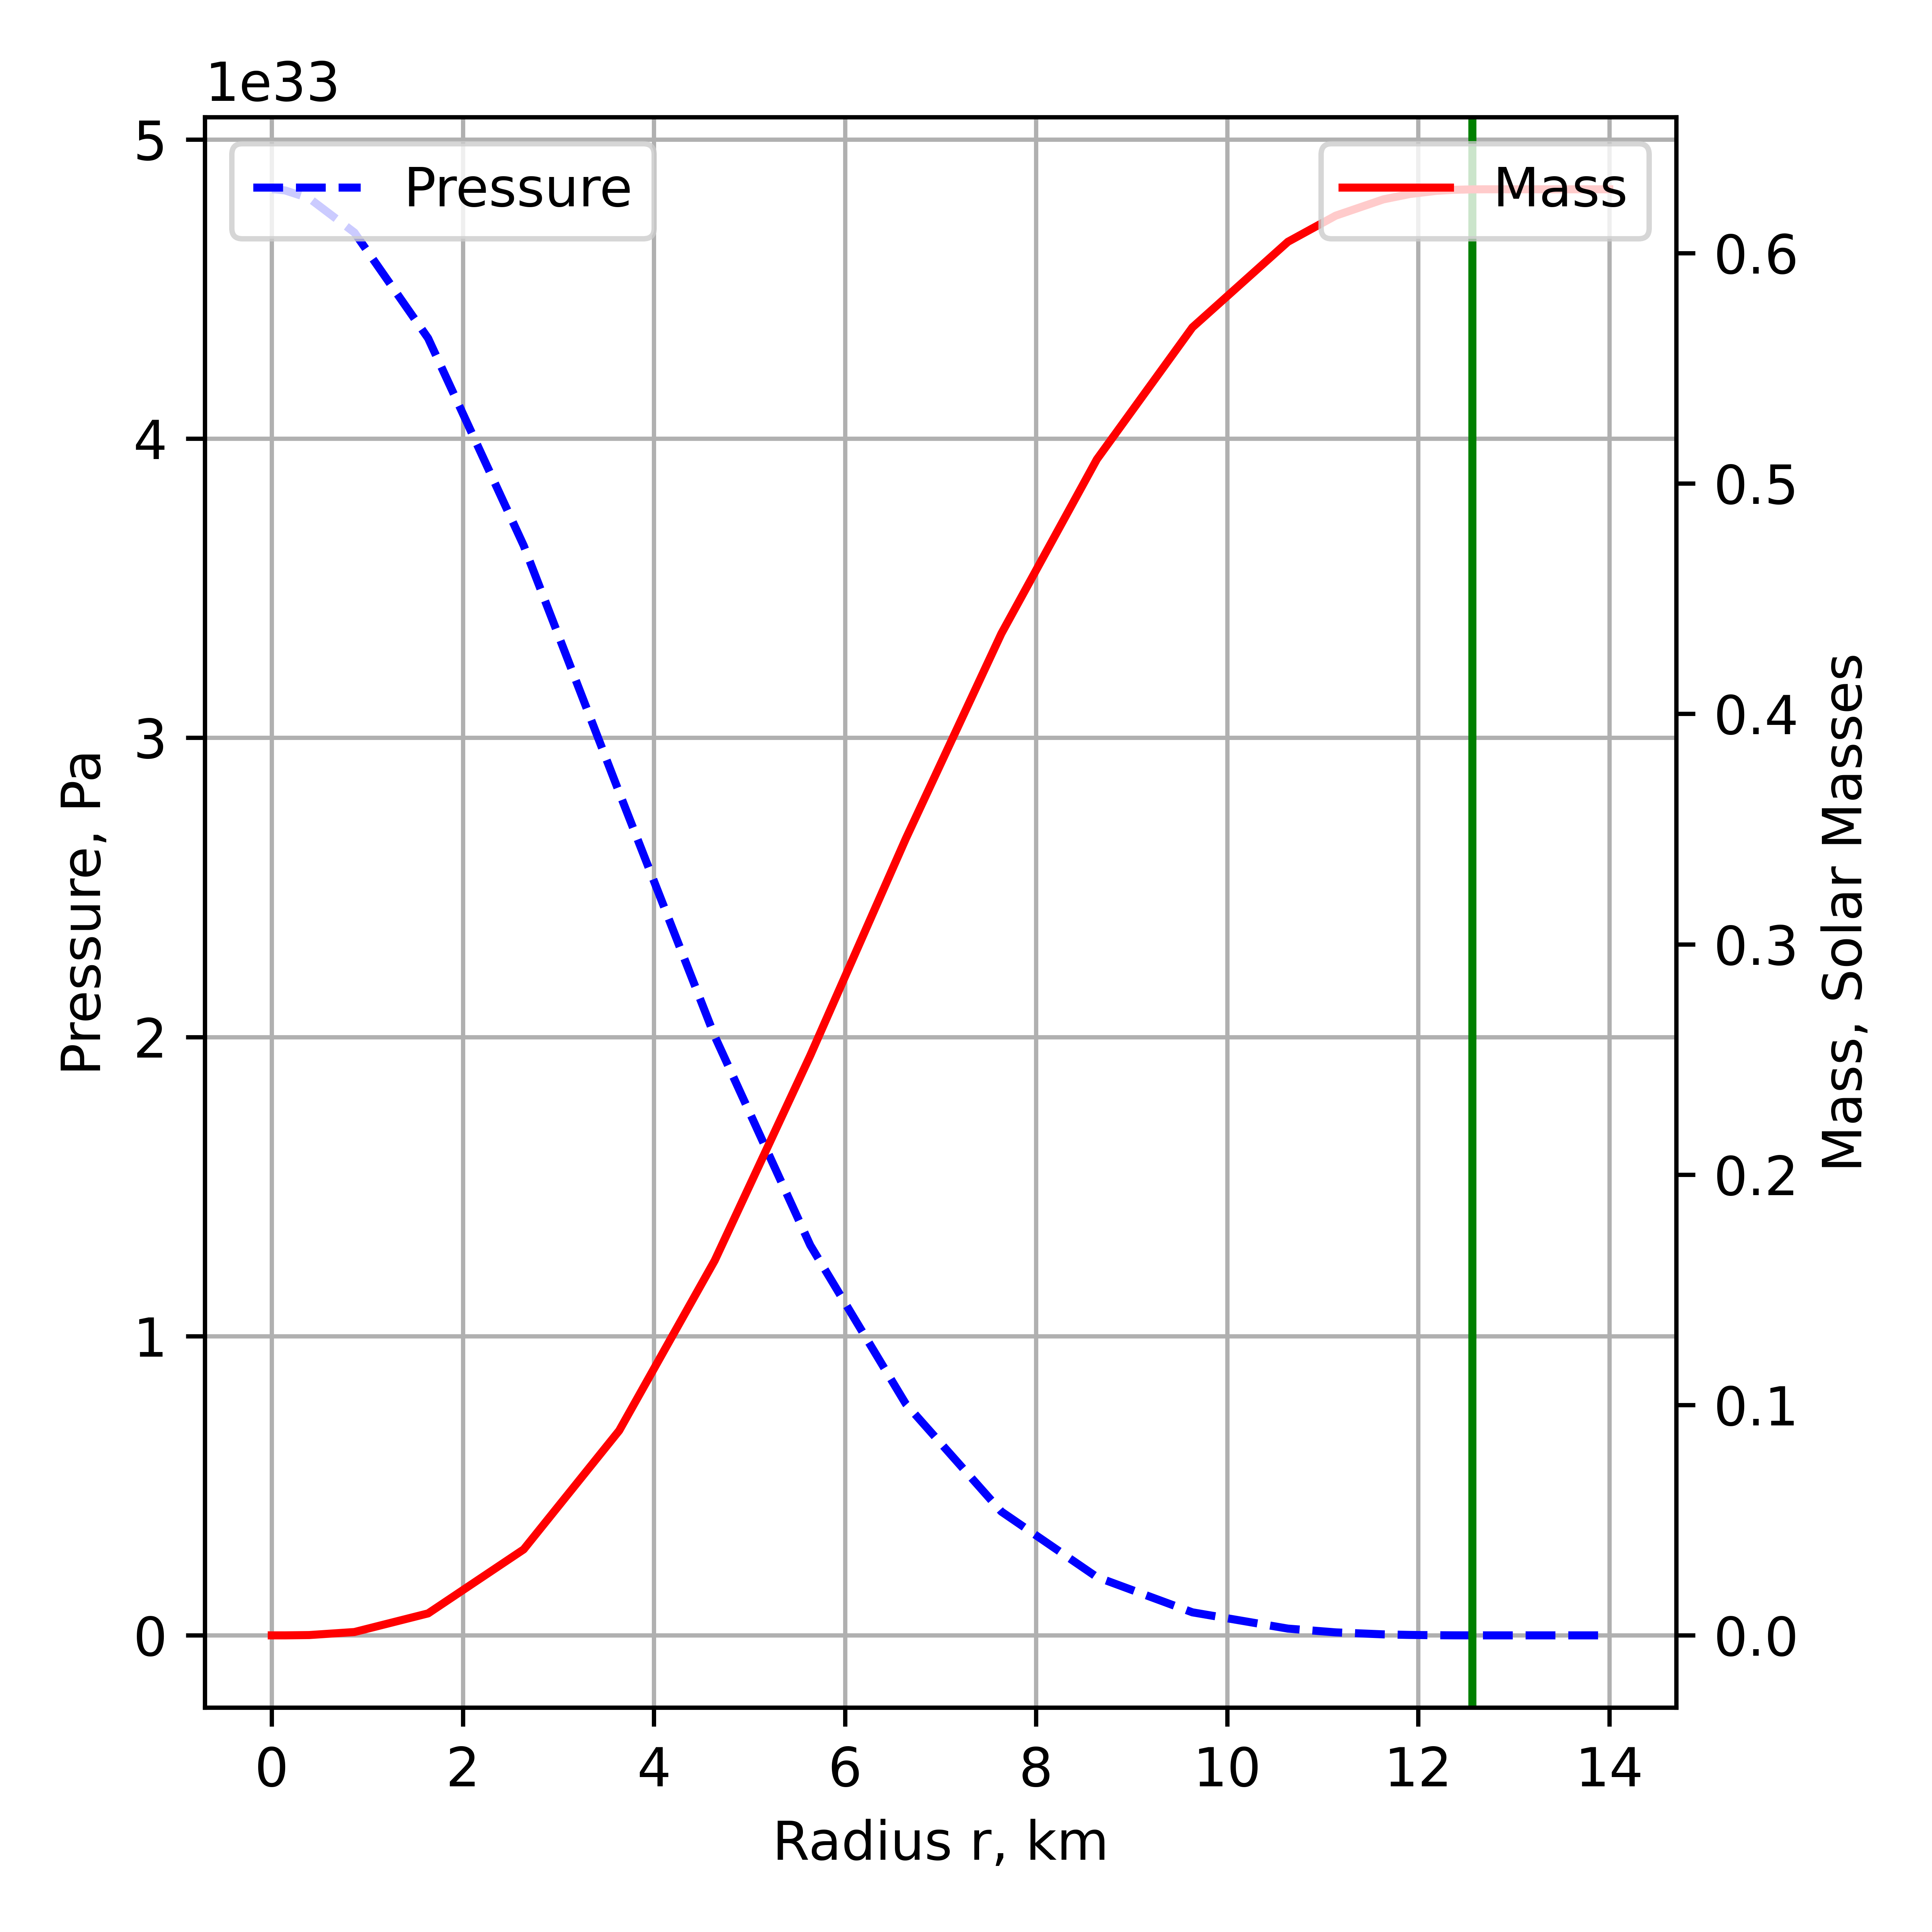 1e33
Pressure
Mass
5
4
3
2
1
0
Pressure, Pa
0.6
0.5
0.4
0.3
0.2
0.1
0.0
Mass, Solar Masses
0 2 4 6 8 10 12 14
Radius r, km